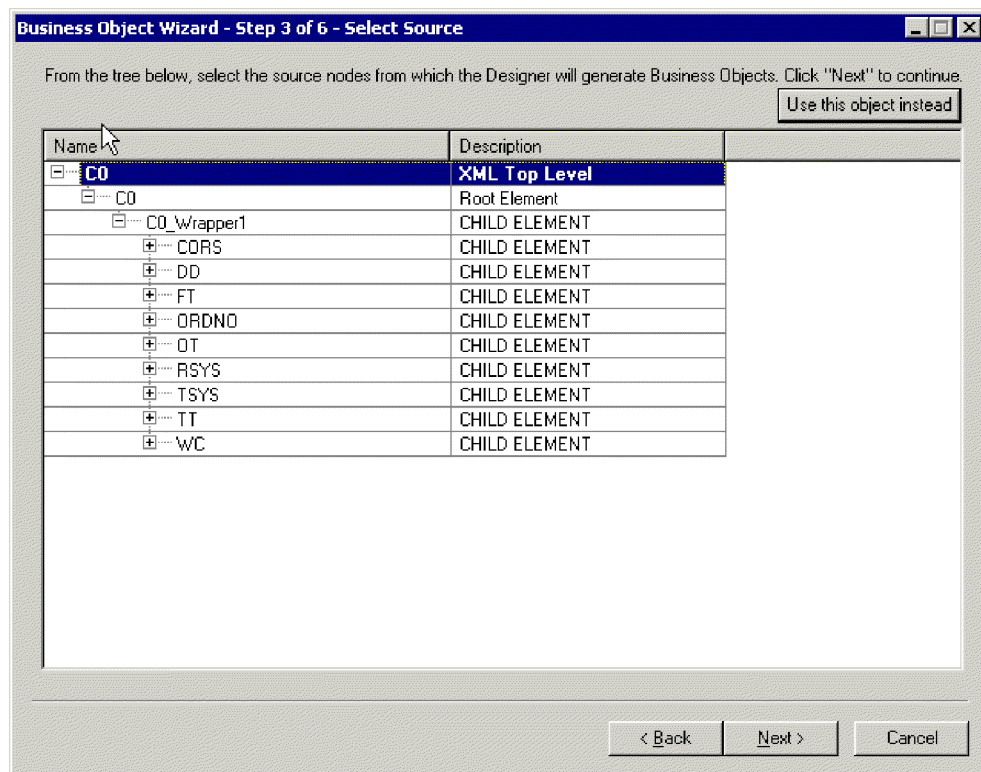 Business Object Wizard - Step 3 of 6 - Select Source
From the tree below, select the source nodes from which the Designer will generate Business Objects. Click "Next" to continue.
Use this object instead
Name Description
C0 XML Top Level
C0 Root Element
C0_Wrapper1 CHILD ELEMENT
CORS CHILD ELEMENT
DD CHILD ELEMENT
FT CHILD ELEMENT
ORDNO CHILD ELEMENT
OT CHILD ELEMENT
RSYS CHILD ELEMENT
TSYS CHILD ELEMENT
TT CHILD ELEMENT
WC CHILD ELEMENT
< Back Next > Cancel